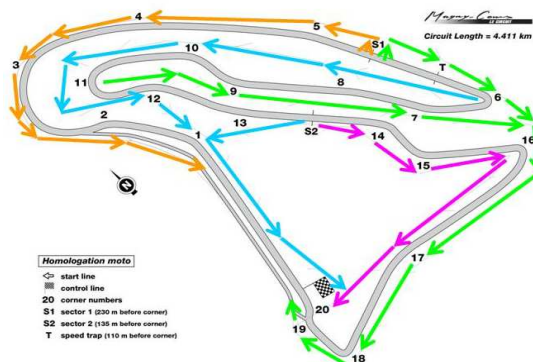 Magny-Cours
LE CIRCUIT
Circuit Length = 4.411 km
4
5
S1
T
3
10
11
8
12
9
6
2
7
1
13
S2
14
16
15
N
17
Homologation moto
start line
control line
20 corner numbers
S1 sector 1 (230 m before corner)
S2 sector 2 (135 m before corner)
T speed trap (110 m before corner)
20
19
18